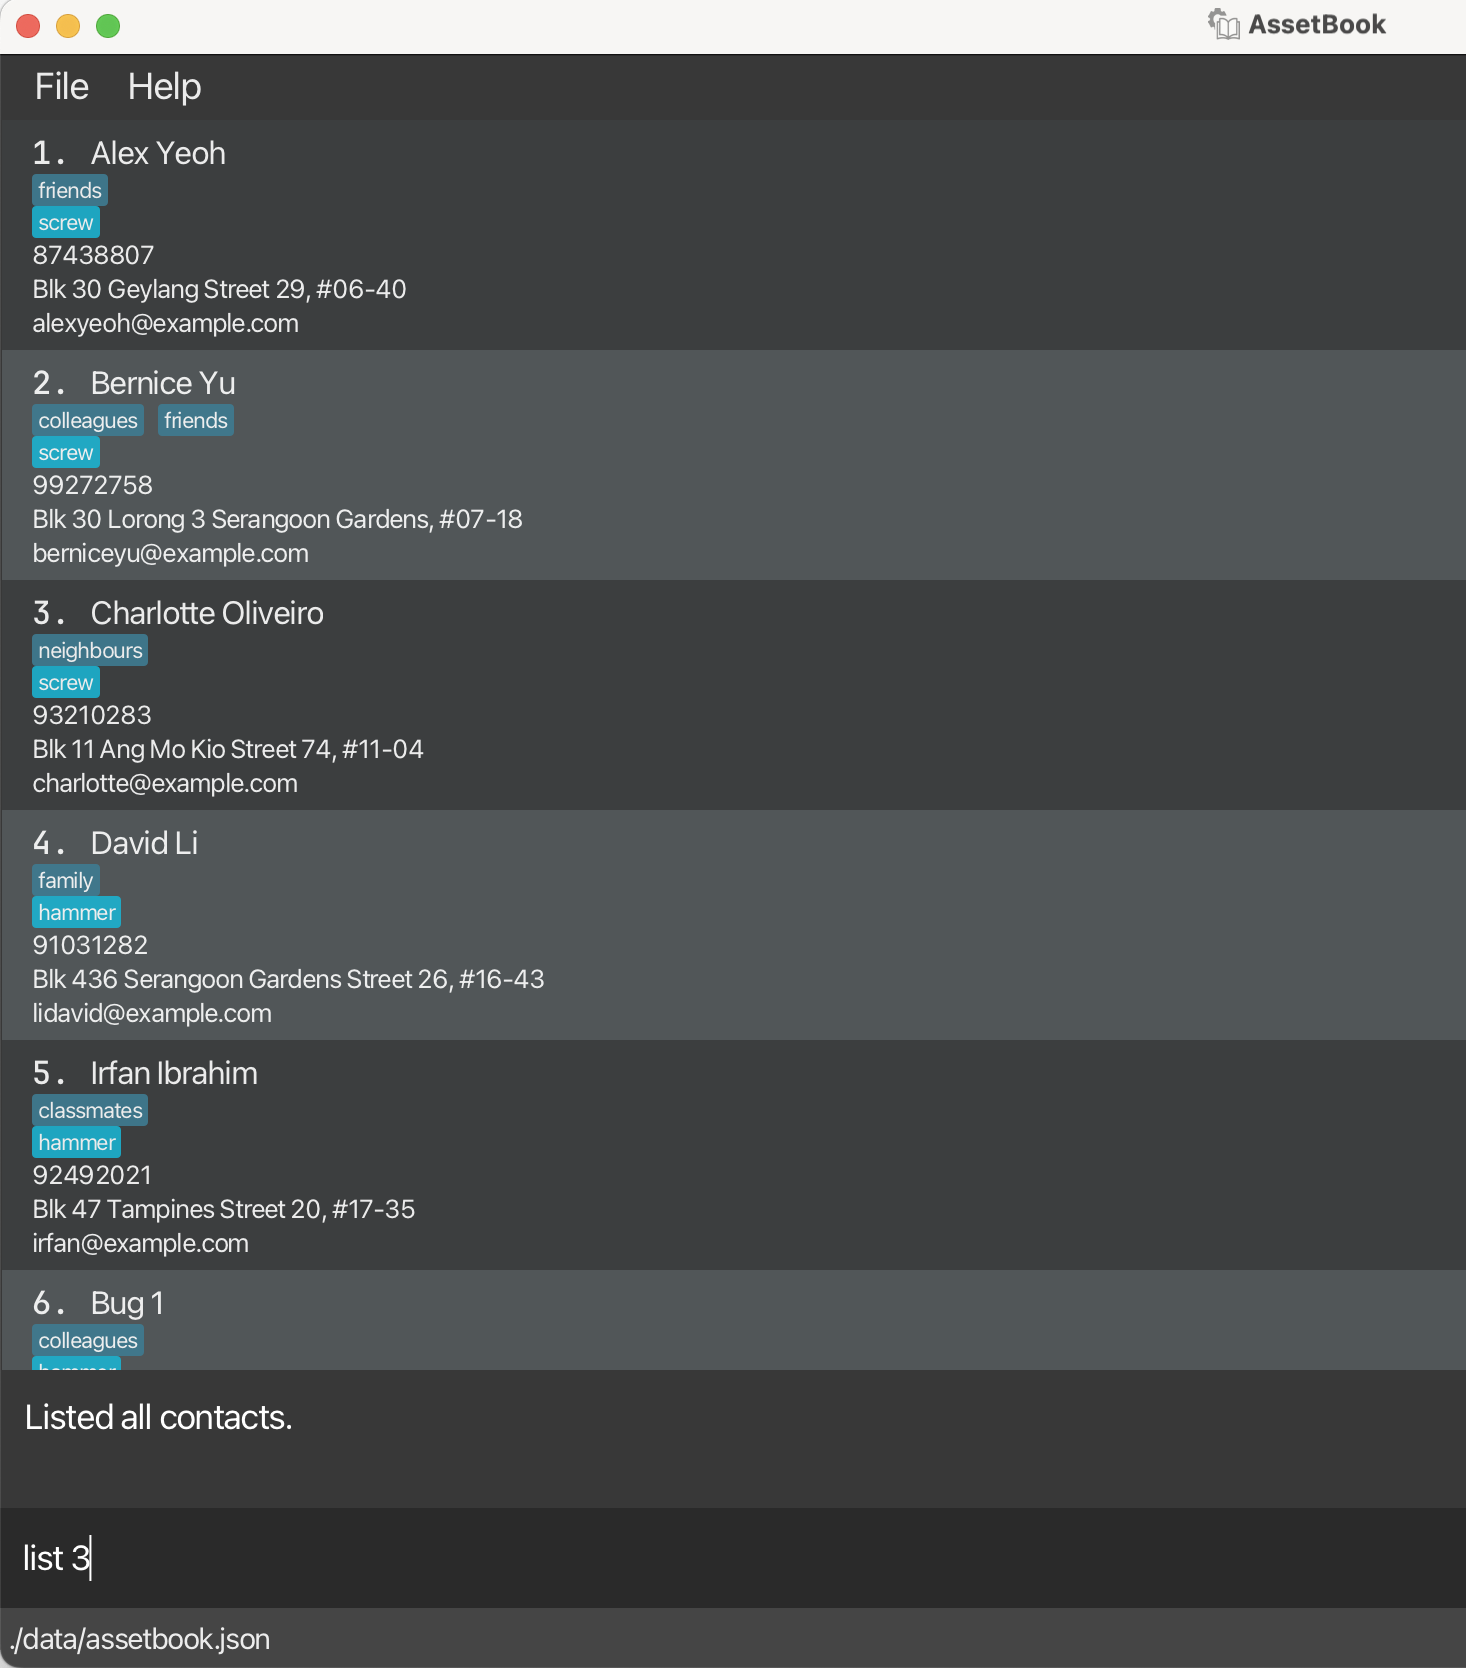 AssetBook
File Help
1. Alex Yeoh
friends
screw
87438807
Blk 30 Geylang Street 29, #06-40
alexyeoh@example.com
2. Bernice Yu
colleagues friends
screw
99272758
Blk 30 Lorong 3 Serangoon Gardens, #07-18
berniceyu@example.com
3. Charlotte Oliveiro
neighbours
screw
93210283
Blk 11 Ang Mo Kio Street 74, #11-04
charlotte@example.com
4. David Li
family
hammer
91031282
Blk 436 Serangoon Gardens Street 26, #16-43
lidavid@example.com
5. Irfan Ibrahim
classmates
hammer
92492021
Blk 47 Tampines Street 20, #17-35
irfan@example.com
6. Bug 1
colleagues
Listed all contacts.
list 3
./data/assetbook.json